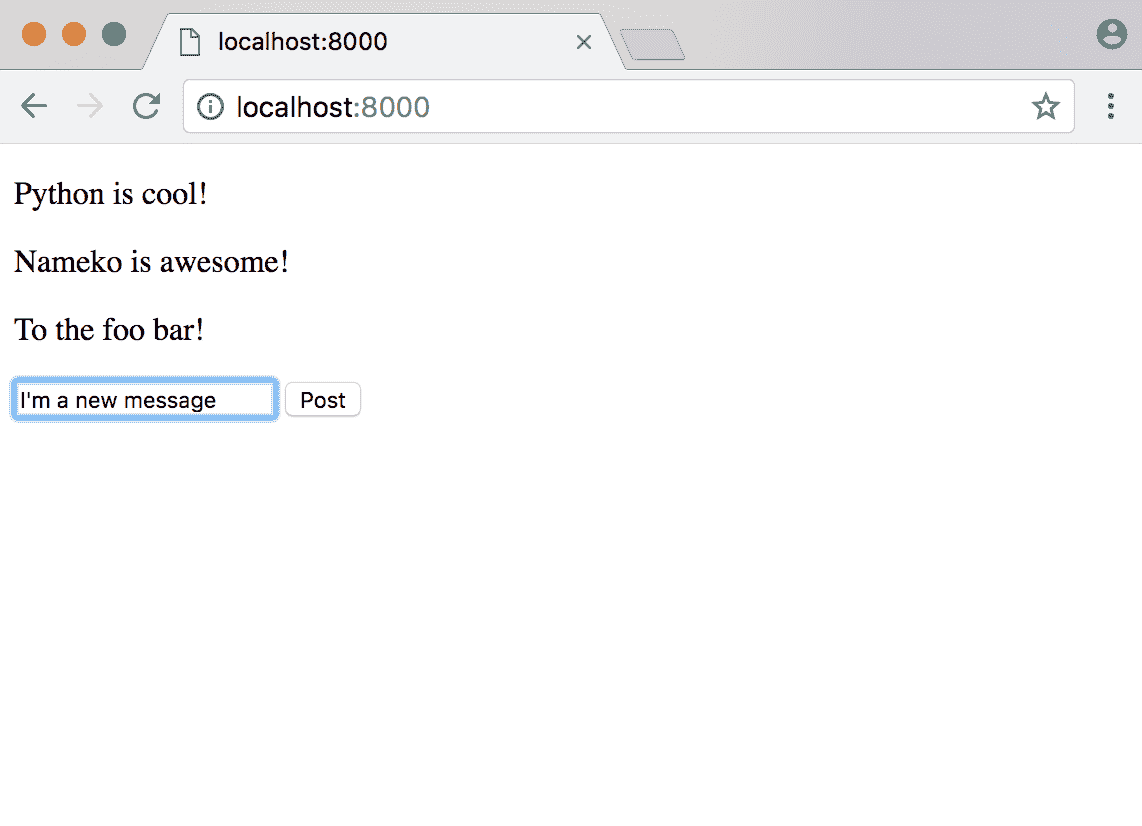 localhost:8000
localhost:8000
Python is cool!
Nameko is awesome!
To the foo bar!
I'm a new message Post